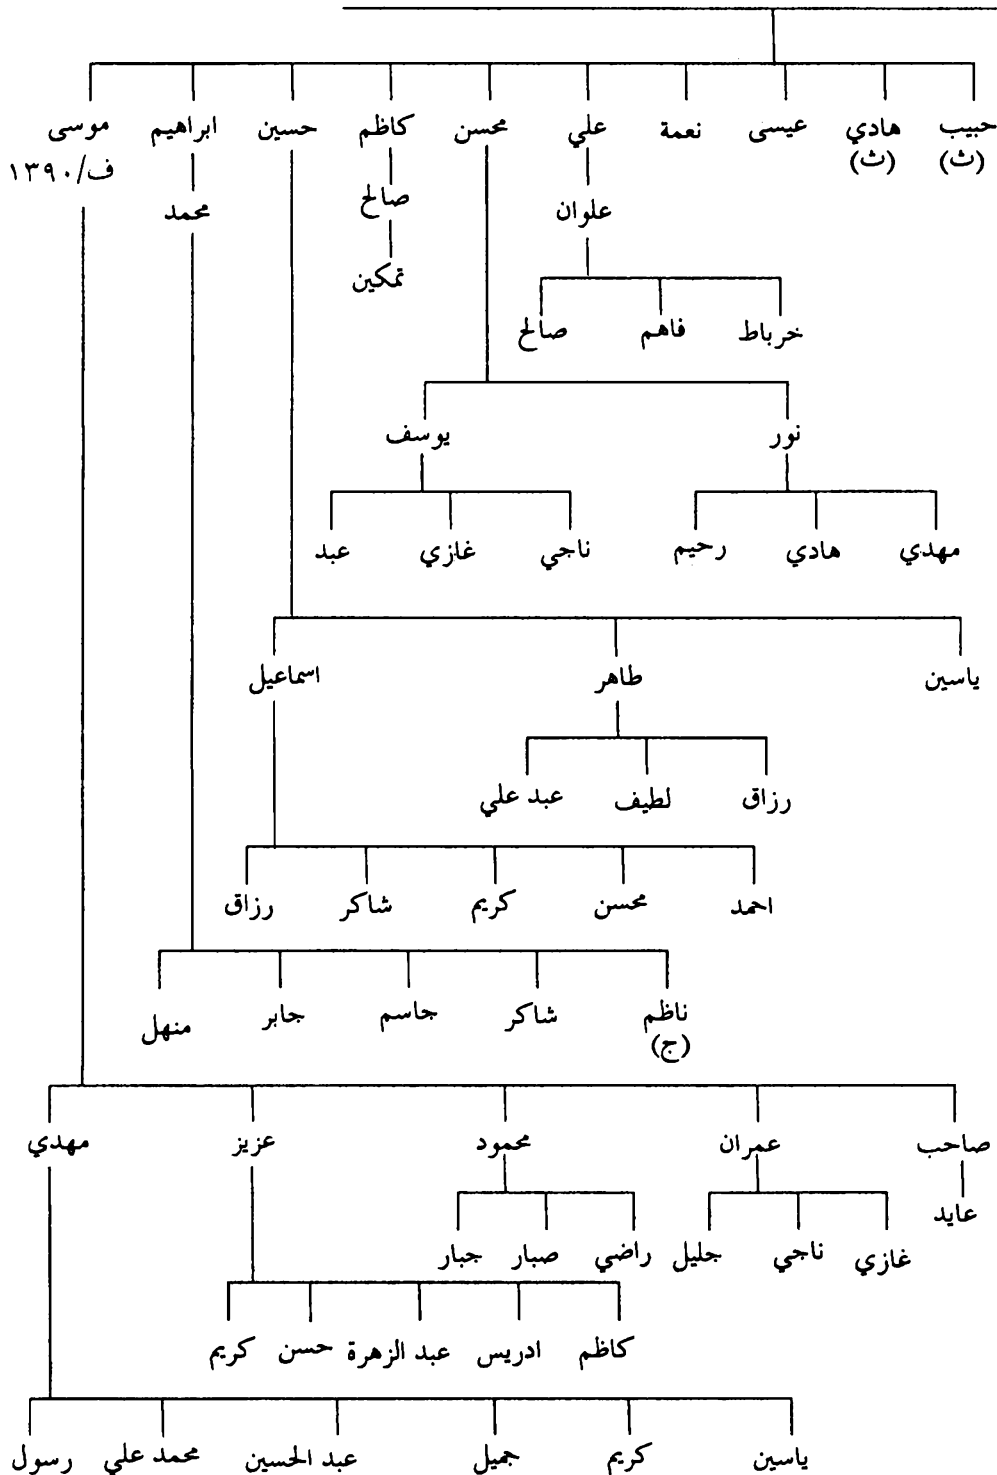 حبيب هادي عيسى نعمة علي محسن كاظم حسين ابراهيم موسى
(ث) (ث) ف/١٣٩٠
علوان صالح محمد
تمكين
خرباط فاهم صالح
نور يوسف
مهدي هادي رحيم ناجي غازي عبد
ياسين طاهر اسماعيل
رزاق لطيف عبد علي
احمد محسن كريم شاكر رزاق
ناظم شاكر جاسم جابر منهل
(ج)
صاحب عمران محمود عزيز مهدي
عايد
غازي ناجي جليل راضي صبار جبار
كاظم ادريس عبد الزهرة حسن كريم
ياسين كريم جميل عبد الحسين محمد علي رسول